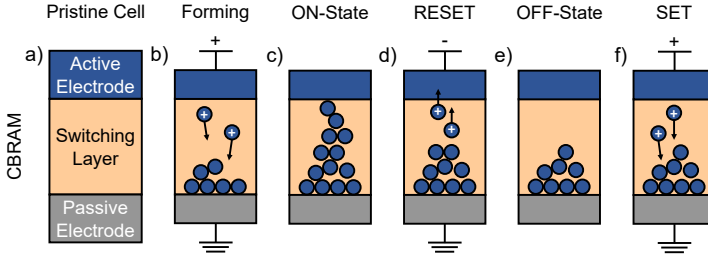 Pristine Cell Forming ON-State RESET OFF-State SET
a) b) c) d) e) f)
+ - +
Active
Electrode
Switching
Layer
Passive
Electrode
CBRAM
+ + + + + +